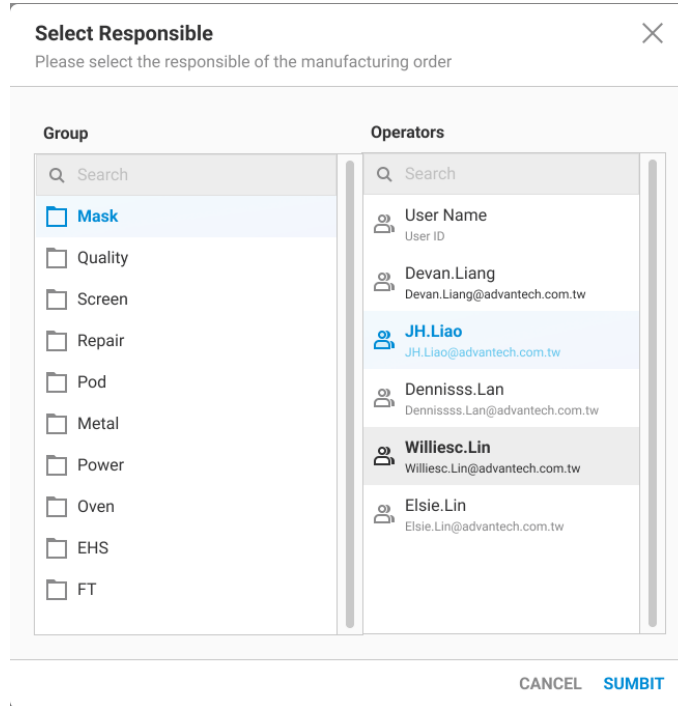 Select Responsible
Please select the responsible of the manufacturing order
Group
Search
Mask
Quality
Screen
Repair
Pod
Metal
Power
Oven
EHS
FT
Operators
Search
User Name
User ID
Devan.Liang
Devan.Liang@advantech.com.tw
JH.Liao
JH.Liao@advantech.com.tw
Dennisss.Lan
Dennissss.Lan@advantech.com.tw
Williesc.Lin
Williesc.Lin@advantech.com.tw
Elsie.Lin
Elsie.Lin@advantech.com.tw
CANCEL SUMBIT